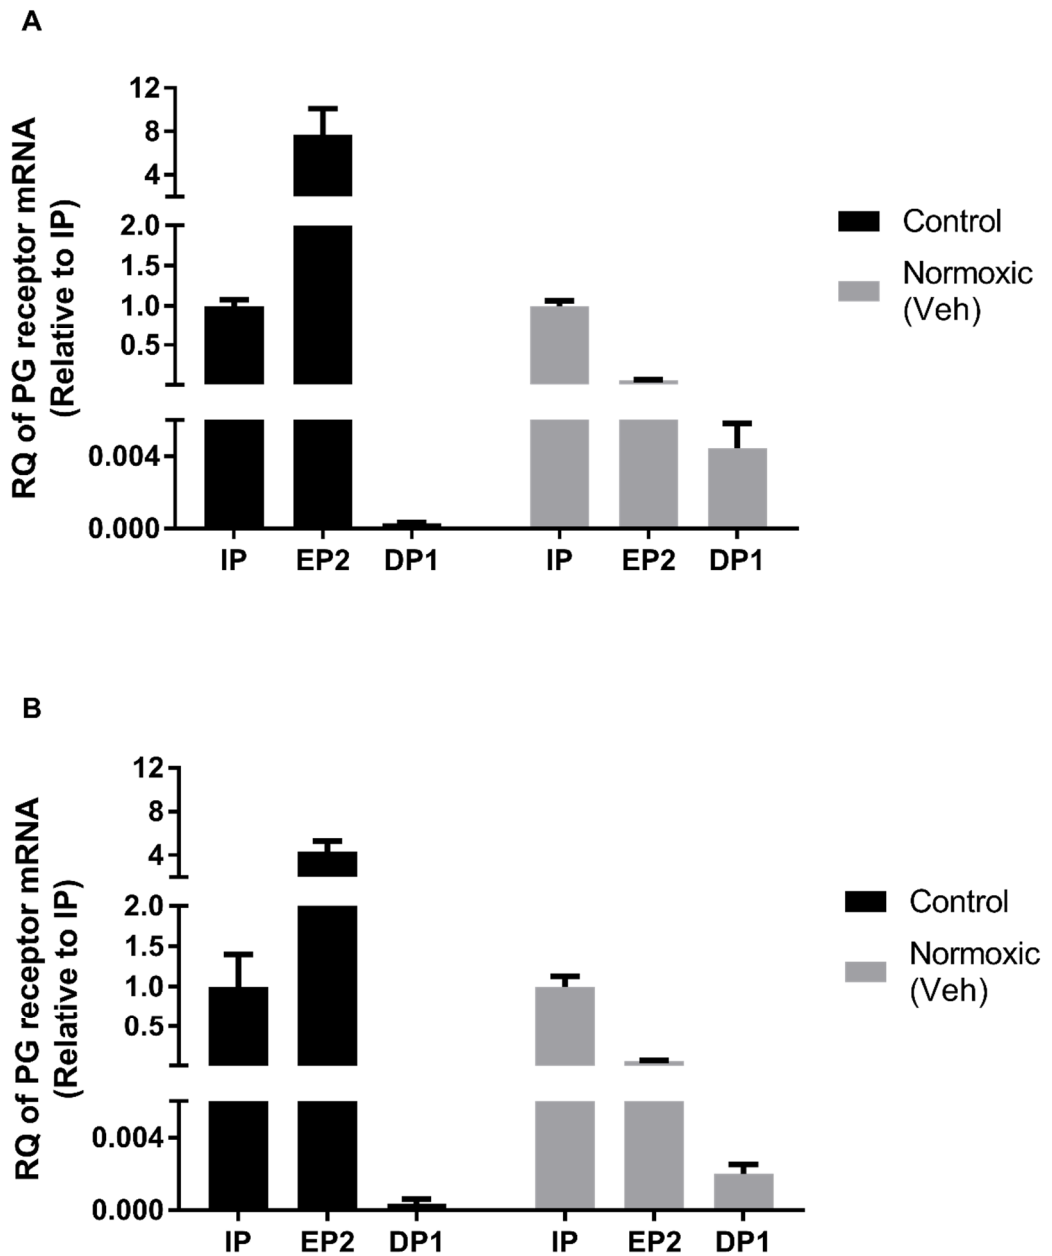 A
RQ of PG receptor mRNA
(Relative to IP)
12
8
4
2.0
1.5
1.0
0.5
0.004
0.000
IP EP2 DP1 IP EP2 DP1
Control
Normoxic
(Veh)
B
RQ of PG receptor mRNA
(Relative to IP)
12
8
4
2.0
1.5
1.0
0.5
0.004
0.000
IP EP2 DP1 IP EP2 DP1
Control
Normoxic
(Veh)